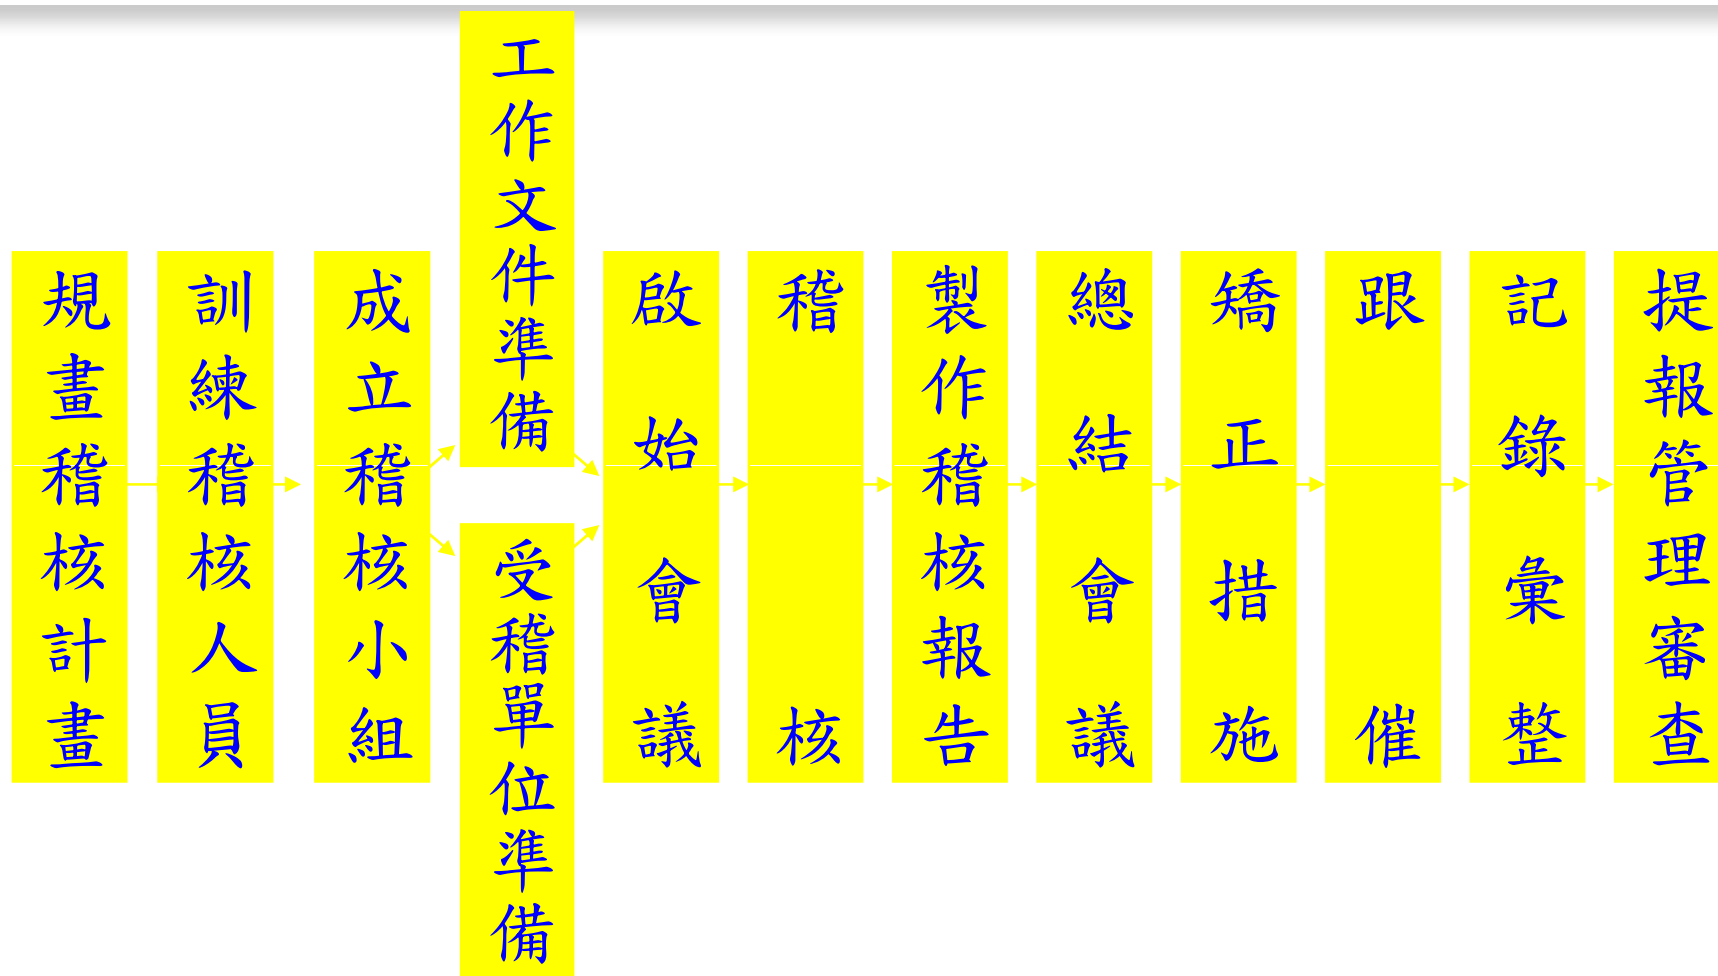 規畫稽核計畫
訓練稽核人員
成立稽核小組
工作文件準備
受稽單位準備
啟始會議
稽核
製作稽核報告
總結會議
矯正措施
跟催
記錄彙整
提報管理審查